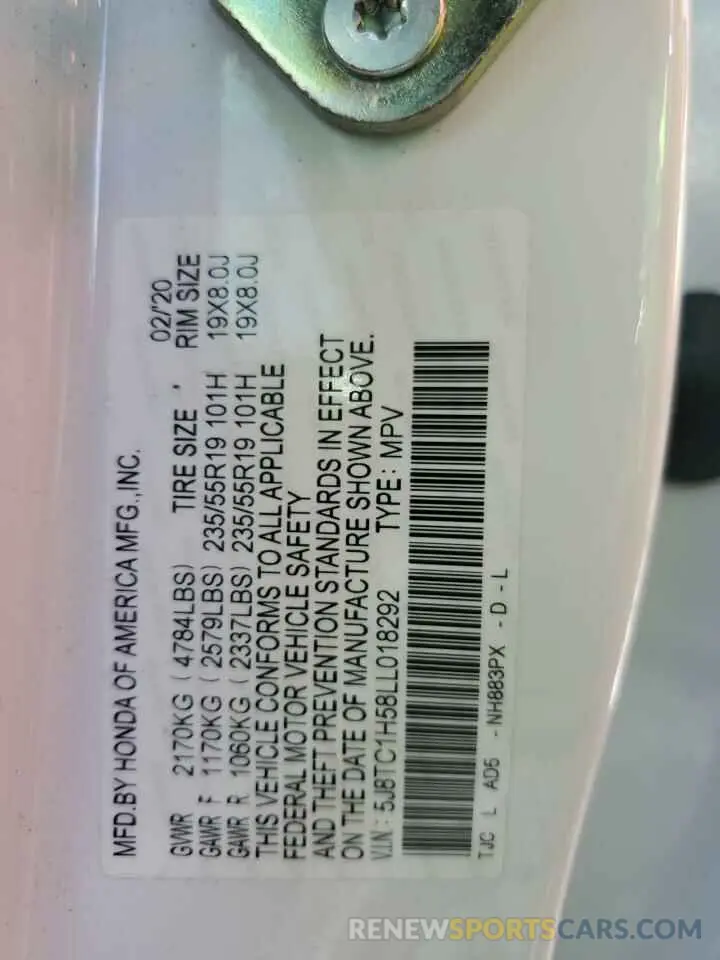 MFD.BY HONDA OF AMERICA MFG.,INC. 02/'20
GVWR 2170KG ( 4784LBS) TIRE SIZE RIM SIZE
GAWR F 1170KG ( 2579LBS) 235/55R19 101H 19X8.0J
GAWR R 1060KG ( 2337LBS) 235/55R19 101H 19X8.0J
THIS VEHICLE CONFORMS TO ALL APPLICABLE
FEDERAL MOTOR VEHICLE SAFETY
AND THEFT PREVENTION STANDARDS IN EFFECT
ON THE DATE OF MANUFACTURE SHOWN ABOVE.
V.I.N : 5J8TC1H58LL018292 TYPE : MPV
TJC L AD5 -NH883PX - D - L
RENEWSPORTSCARS.COM